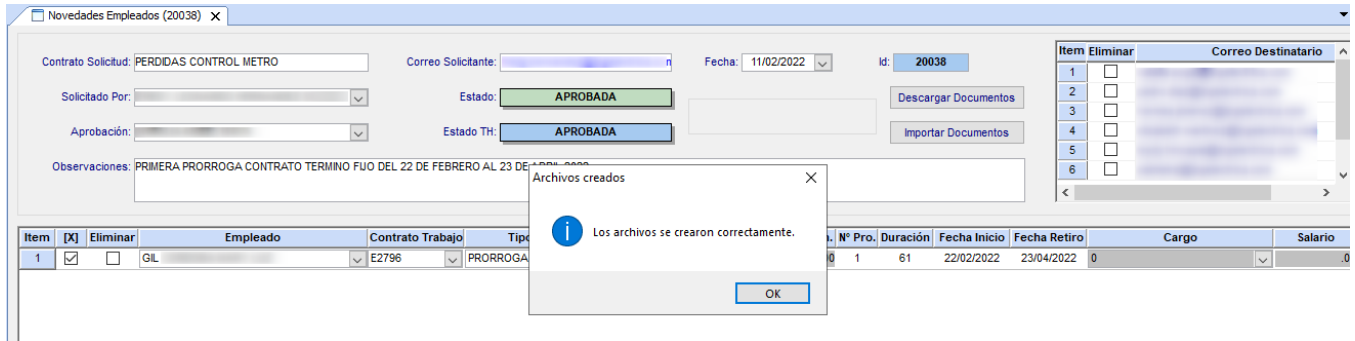 Novedades Empleados (20038) X
Contrato Solicitud: PERDIDAS CONTROL METRO Correo Solicitante: Fecha: 11/02/2022 Id: 20038
Item Eliminar Correo Destinatario
1
2
3
4
5
6
Solicitado Por: Estado: APROBADA Descargar Documentos
Aprobación: Estado TH: APROBADA Importar Documentos
Observaciones: PRIMERA PRORROGA CONTRATO TERMINO FIJO DEL 22 DE FEBRERO AL 23 DE ABRIL 2022
Archivos creados
Los archivos se crearon correctamente.
OK
Item [X] Eliminar Empleado Contrato Trabajo Tipo N° Pro. Duración Fecha Inicio Fecha Retiro Cargo Salario
1 GIL E2796 PRORROGA 1 61 22/02/2022 23/04/2022 0 .0